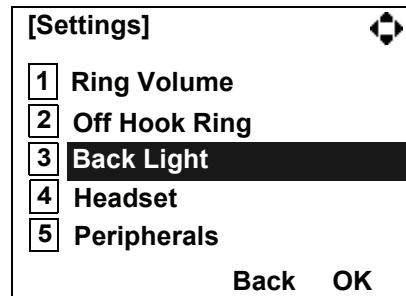 [Settings]
1 Ring Volume
2 Off Hook Ring
3 Back Light
4 Headset
5 Peripherals
Back OK